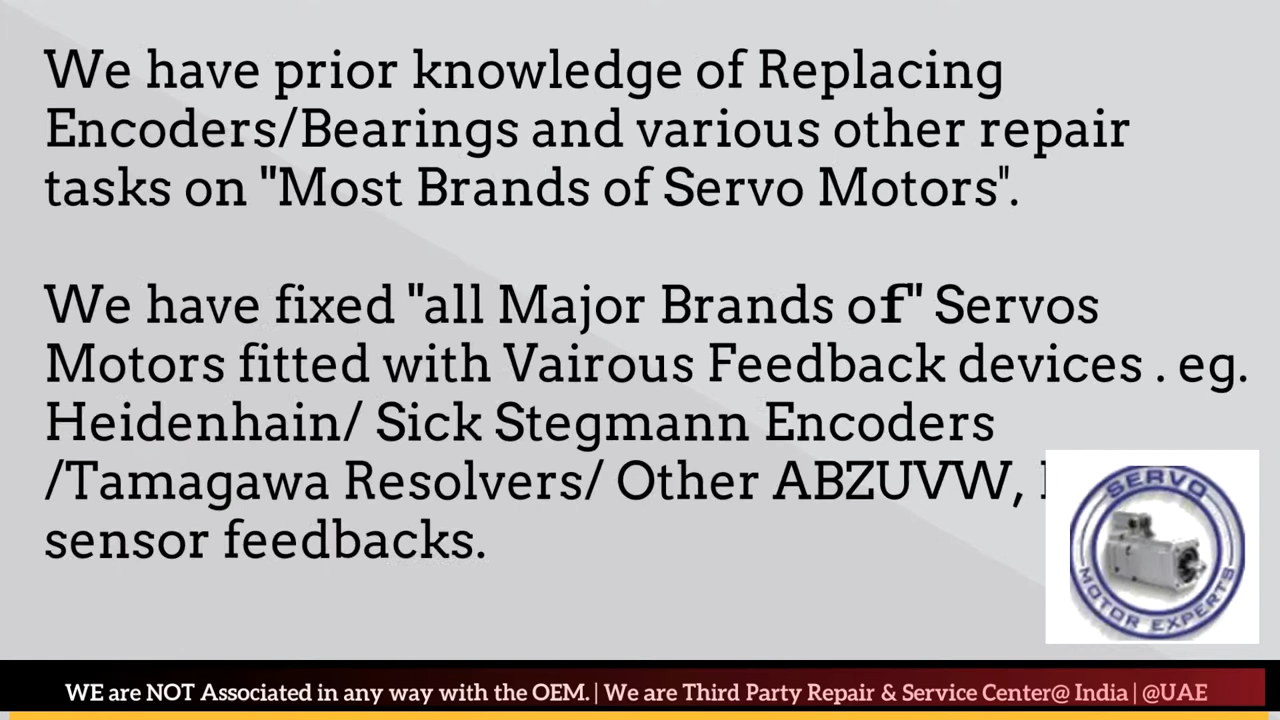 We have prior knowledge of Replacing
Encoders/Bearings and various other repair
tasks on "Most Brands of Servo Motors".
We have fixed "all Major Brands of" Servos
Motors fitted with Vairous Feedback devices . eg.
Heidenhain/ Sick Stegmann Encoders
/Tamagawa Resolvers/ Other ABZUVW,
sensor feedbacks.
SERVO
MOTOR EXPERTS
WE are NOT Associated in any way with the OEM. | We are Third Party Repair & Service Center@ India | @UAE